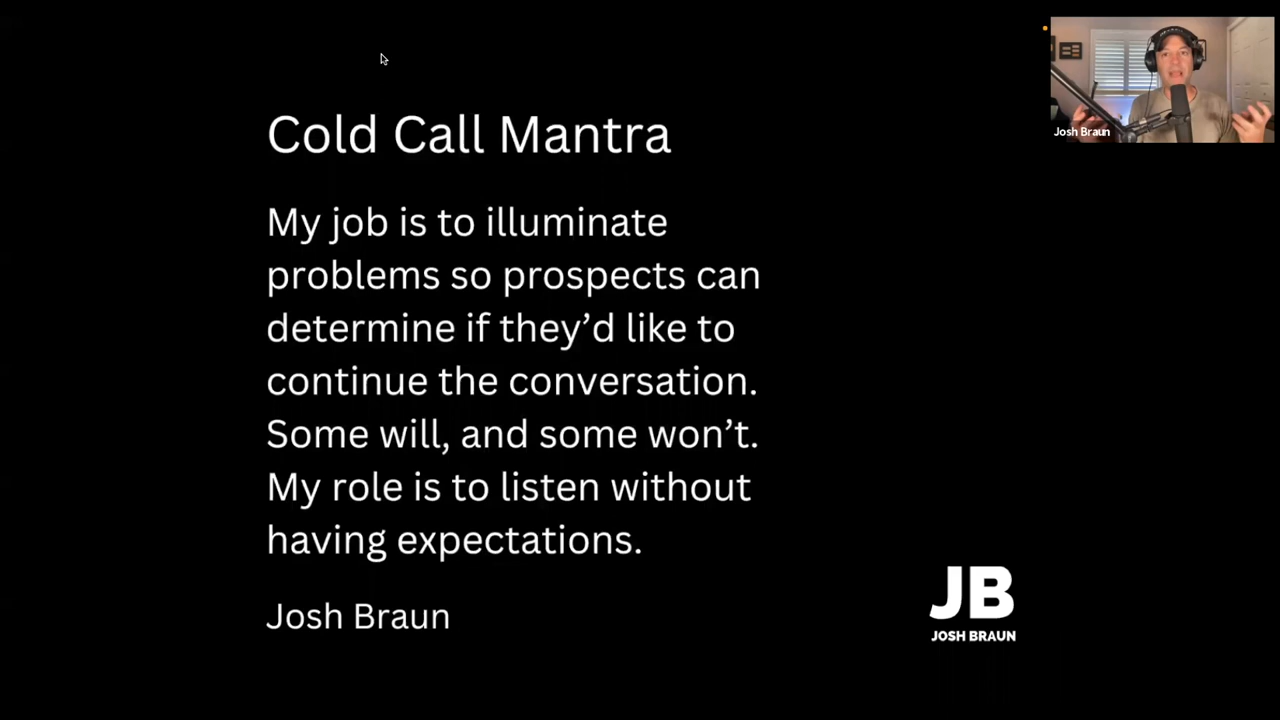 Cold Call Mantra
My job is to illuminate
problems so prospects can
determine if they’d like to
continue the conversation.
Some will, and some won’t.
My role is to listen without
having expectations.
Josh Braun
JB
JOSH BRAUN
Josh Braun